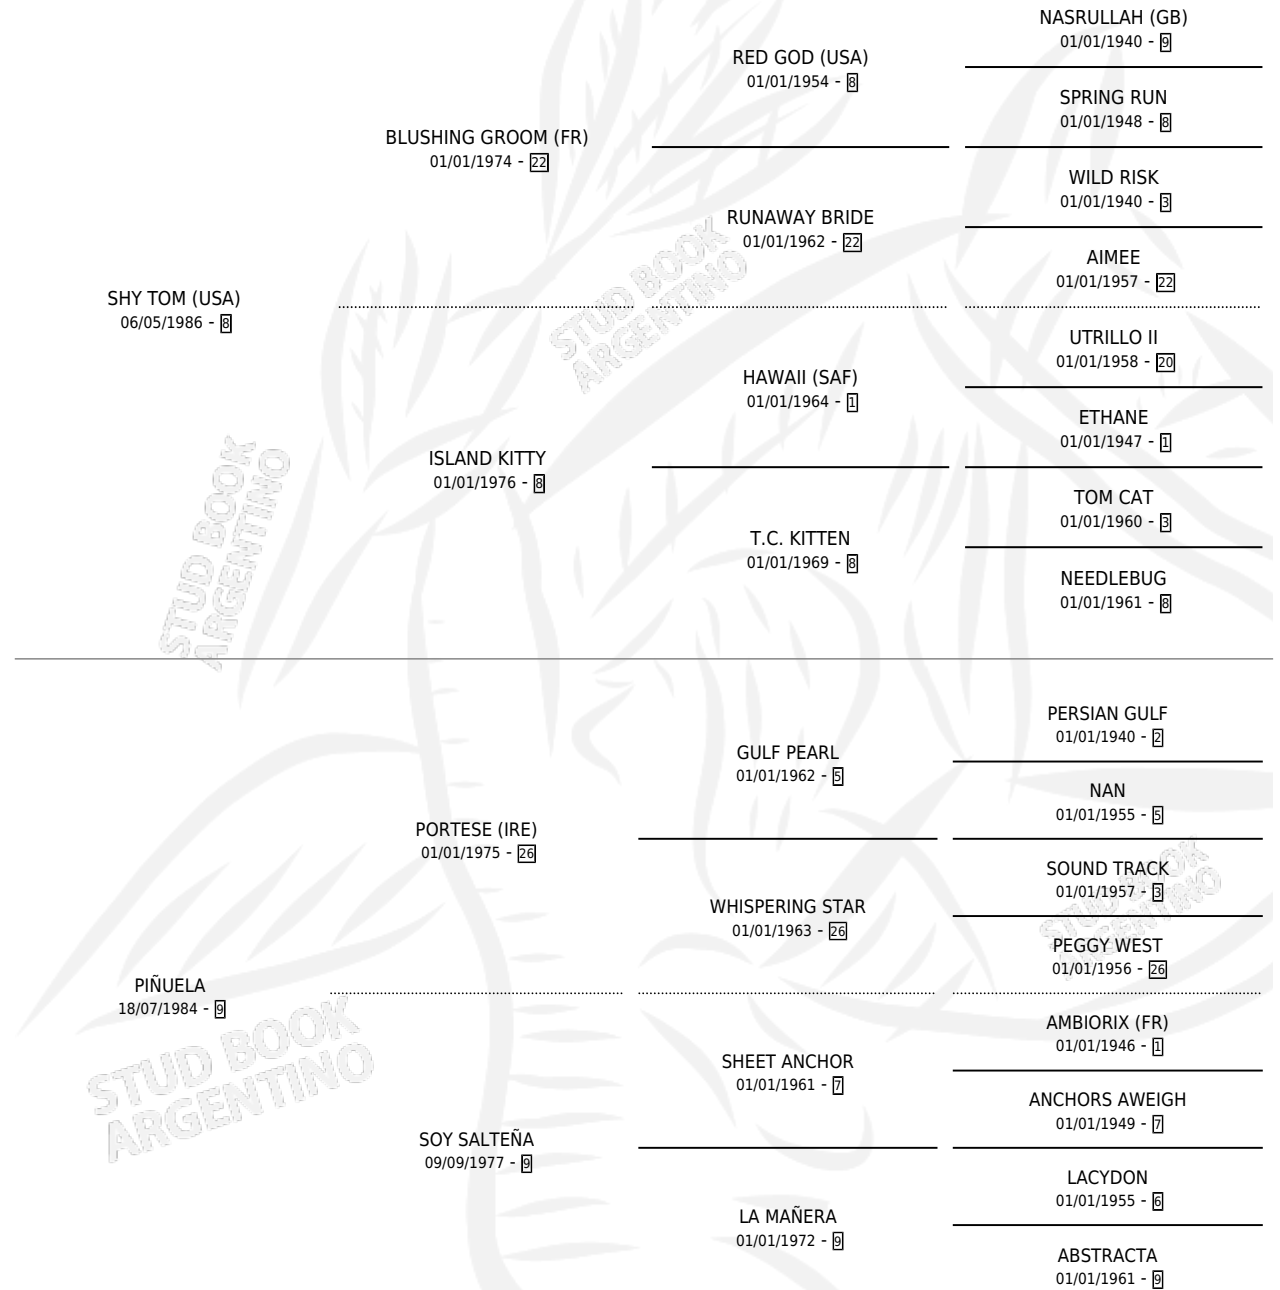 NASRULLAH (GB)
01/01/1940 - 9
RED GOD (USA)
01/01/1954 - 8
SPRING RUN
01/01/1948 - 8
BLUSHING GROOM (FR)
01/01/1974 - 22
WILD RISK
01/01/1940 - 3
RUNAWAY BRIDE
01/01/1962 - 22
AIMEE
01/01/1957 - 22
SHY TOM (USA)
06/05/1986 - 8
UTRILLO II
01/01/1958 - 20
HAWAII (SAF)
01/01/1964 - 1
ETHANE
01/01/1947 - 1
ISLAND KITTY
01/01/1976 - 8
TOM CAT
01/01/1960 - 3
T.C. KITTEN
01/01/1969 - 8
NEEDLEBUG
01/01/1961 - 8
PERSIAN GULF
01/01/1940 - 2
GULF PEARL
01/01/1962 - 5
NAN
01/01/1955 - 5
PORTESE (IRE)
01/01/1975 - 26
SOUND TRACK
01/01/1957 - 3
WHISPERING STAR
01/01/1963 - 26
PEGGY WEST
01/01/1956 - 26
PIÑUELA
18/07/1984 - 9
AMBIORIX (FR)
01/01/1946 - 1
SHEET ANCHOR
01/01/1961 - 7
ANCHORS AWEIGH
01/01/1949 - 7
SOY SALTEÑA
09/09/1977 - 9
LACYDON
01/01/1955 - 6
LA MAÑERA
01/01/1972 - 9
ABSTRACTA
01/01/1961 - 9
STUD BOOK
ARGENTINO
STUD BOOK
ARGENTINO
STUD BOOK
ARGENTINO
STUD BOOK
ARGENTINO